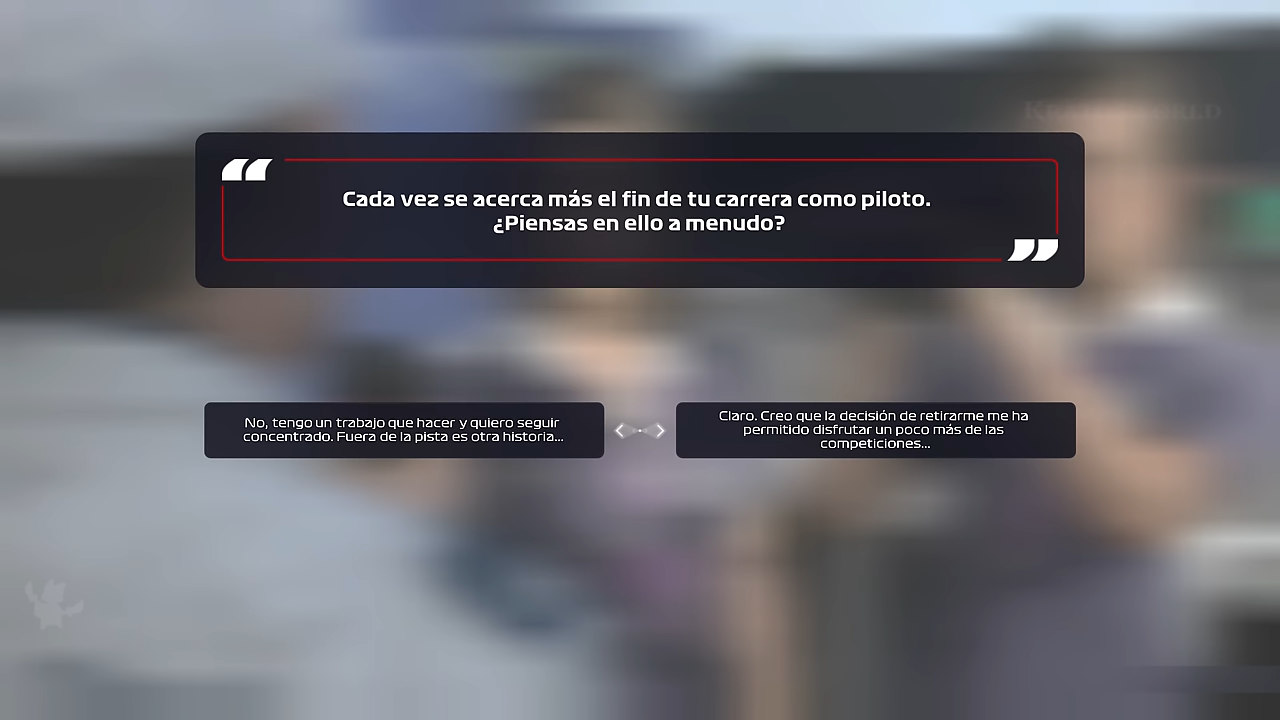 Cada vez se acerca más el fin de tu carrera como piloto.
¿Piensas en ello a menudo?
No, tengo un trabajo que hacer y quiero seguir
concentrado. Fuera de la pista es otra historia...
Claro. Creo que la decisión de retirarme me ha
permitido disfrutar un poco más de las
competiciones...